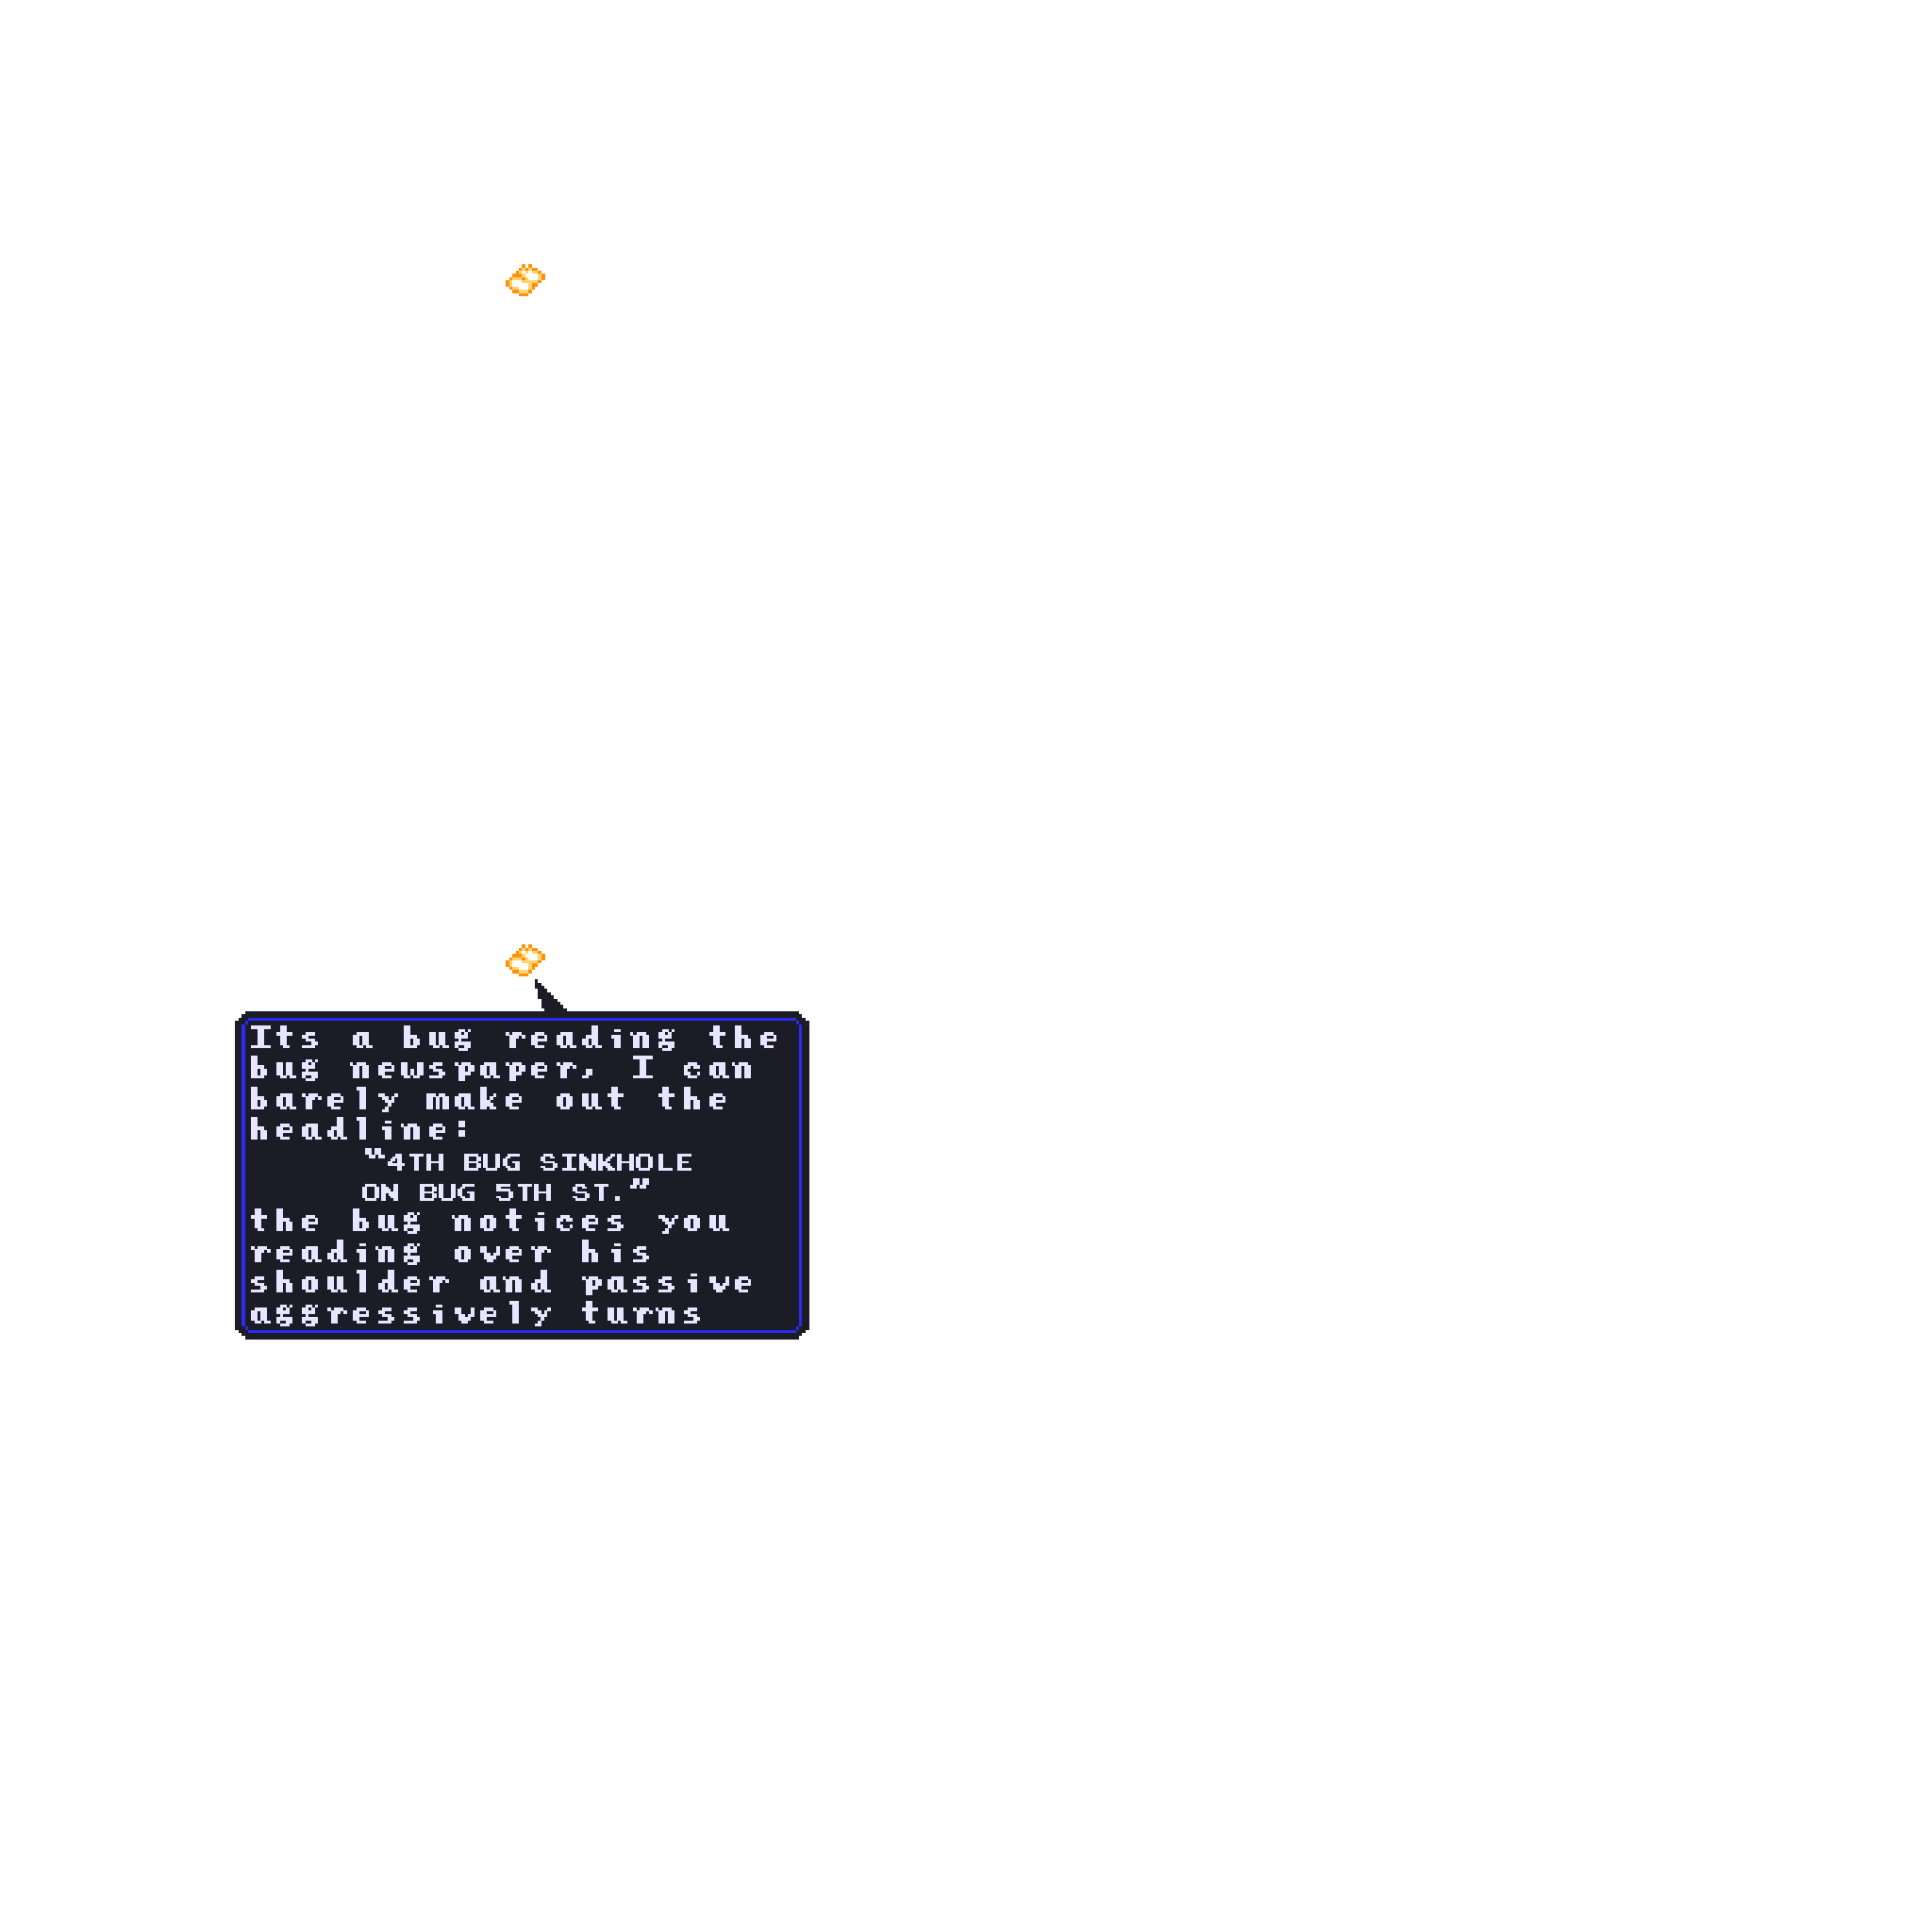 Its a bug reading the
bug newspaper, I can
barely make out the
headline:
"4TH BUG SINKHOLE
ON BUG 5TH ST."
the bug notices you
reading over his
shoulder and passive
aggressively turns